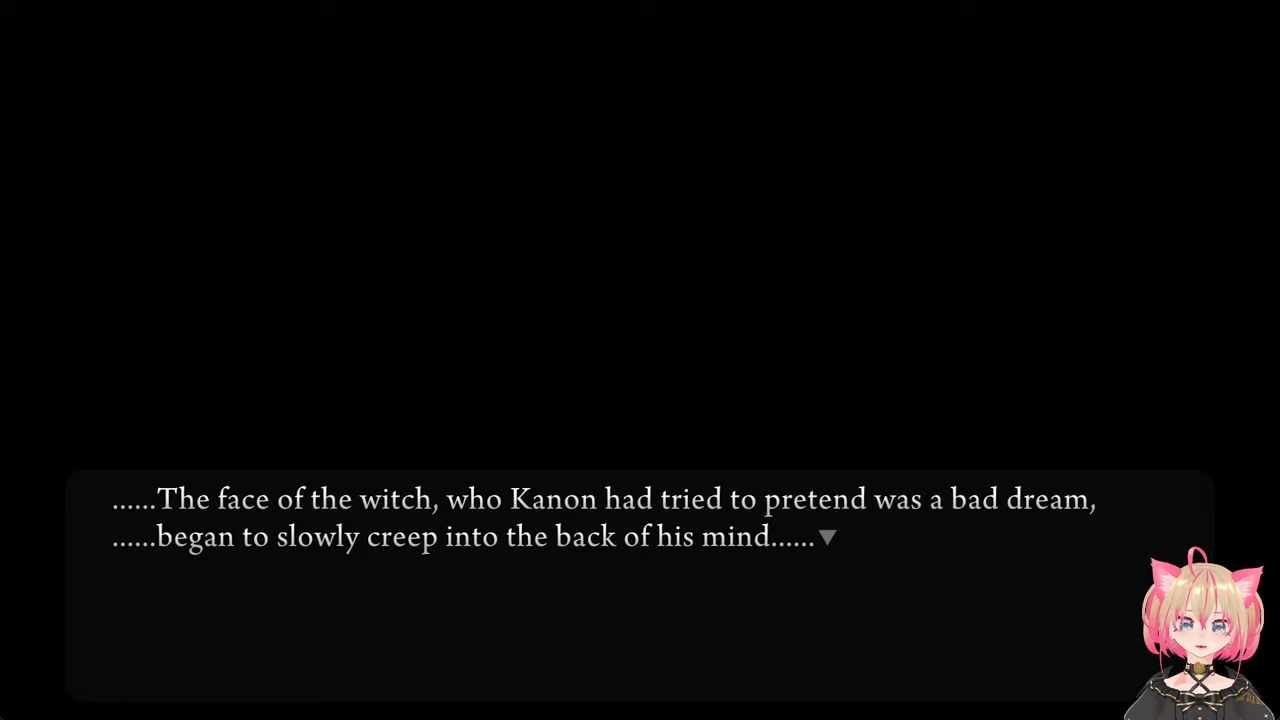 ......The face of the witch, who Kanon had tried to pretend was a bad dream,
......began to slowly creep into the back of his mind......▼